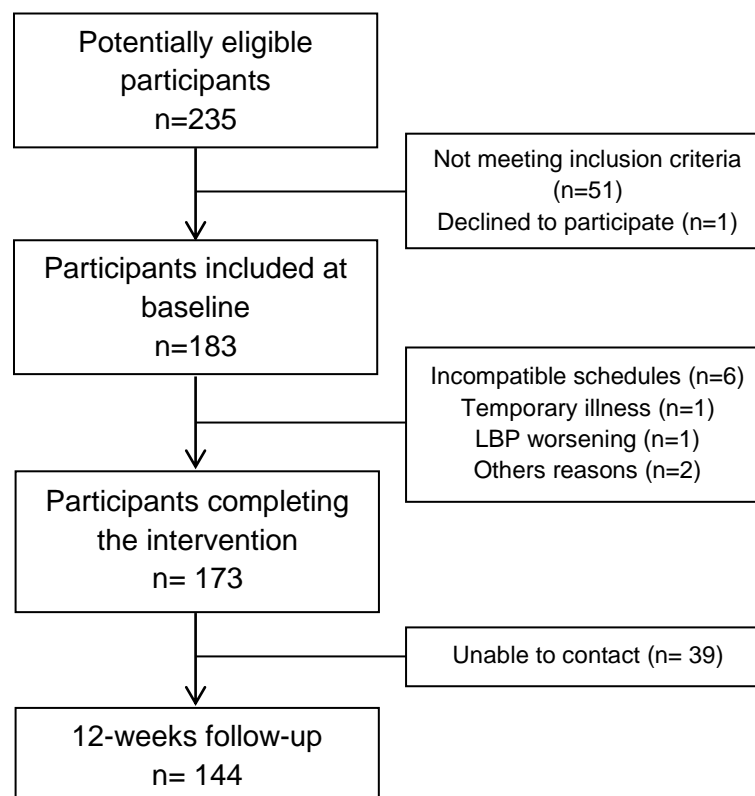 Potentially eligible
participants
n=235
Not meeting inclusion criteria
(n=51)
Declined to participate (n=1)
Participants included at
baseline
n=183
Incompatible schedules (n=6)
Temporary illness (n=1)
LBP worsening (n=1)
Others reasons (n=2)
Participants completing
the intervention
n= 173
Unable to contact (n= 39)
12-weeks follow-up
n= 144